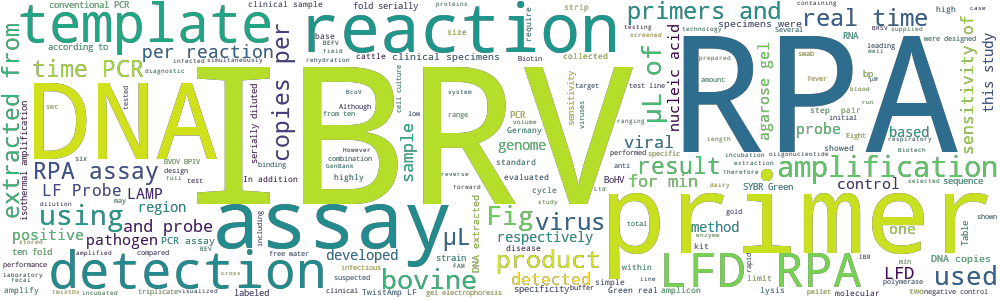 conventional PCR
clinical sample
fold serially
proteins
strip
template
reaction
primers and
containing
high
case
according to
base
BEFV
size
require
specimens were
Several
RNA
BRSV
supplied
were designed
per reaction
infected
simultaneously
field
rehydration
cattle clinical specimens
Biotin
collected
testing
screened
real time
technology
leading
well
extracted from
time PCR
diagnostic
copies per
IBRV
RPA
nucleic acid
μL of
agarose gel
prepared
amount
swab
fever
blood
μM
bp
run
this study
sensitivity of
DNA
set
tested
BcoV
cell culture
system
sensitivity
target
test line
Although
from ten
low
range
PCR
viruses
ranging
step
pair
initial
probe
Eight
based
respiratory
Biotech
isothermal amplification
serially diluted
sample
genome
volume
Germany
viral
length
showed
six
BVDV BPIV
design
full
test
However
combination
GenBank
highly
binding
standard
evaluated
performed
specific
incubation
extraction
oligonucleotide
Therefore
RPA assay
LF Probe
LAMP
In addition
reverse
forward
cycle
study
anti
BoHV
Ltd
result
for min
dairy
amplification
SYBR Green
selected
sequence
using
and probe
dilution
may
region
assay
Fig
virus
primer
control
positive
ten fold
stored
pathogen
PCR assay
BEV
including
free water
developed
μL
DNA extracted
respectively
disease
total
gold
method
one
Table
shown
performance
amplified
compared
laboratory
fecal
detection
cross
infectious
suspected
strain
FAM
product
detected
within
line
enzyme
kit
LFD RPA
rapid
limit
IBR
min
LFD
DNA copies
used
amplify
TwistDx
incubated
triplicate
visualized
labeled
clinical
TwistAmp LF
gel electrophoresis
bovine
specificity
buffer
simple
Green real
amplicon
lysis
pellet
molecular
polymerase
two
negative control